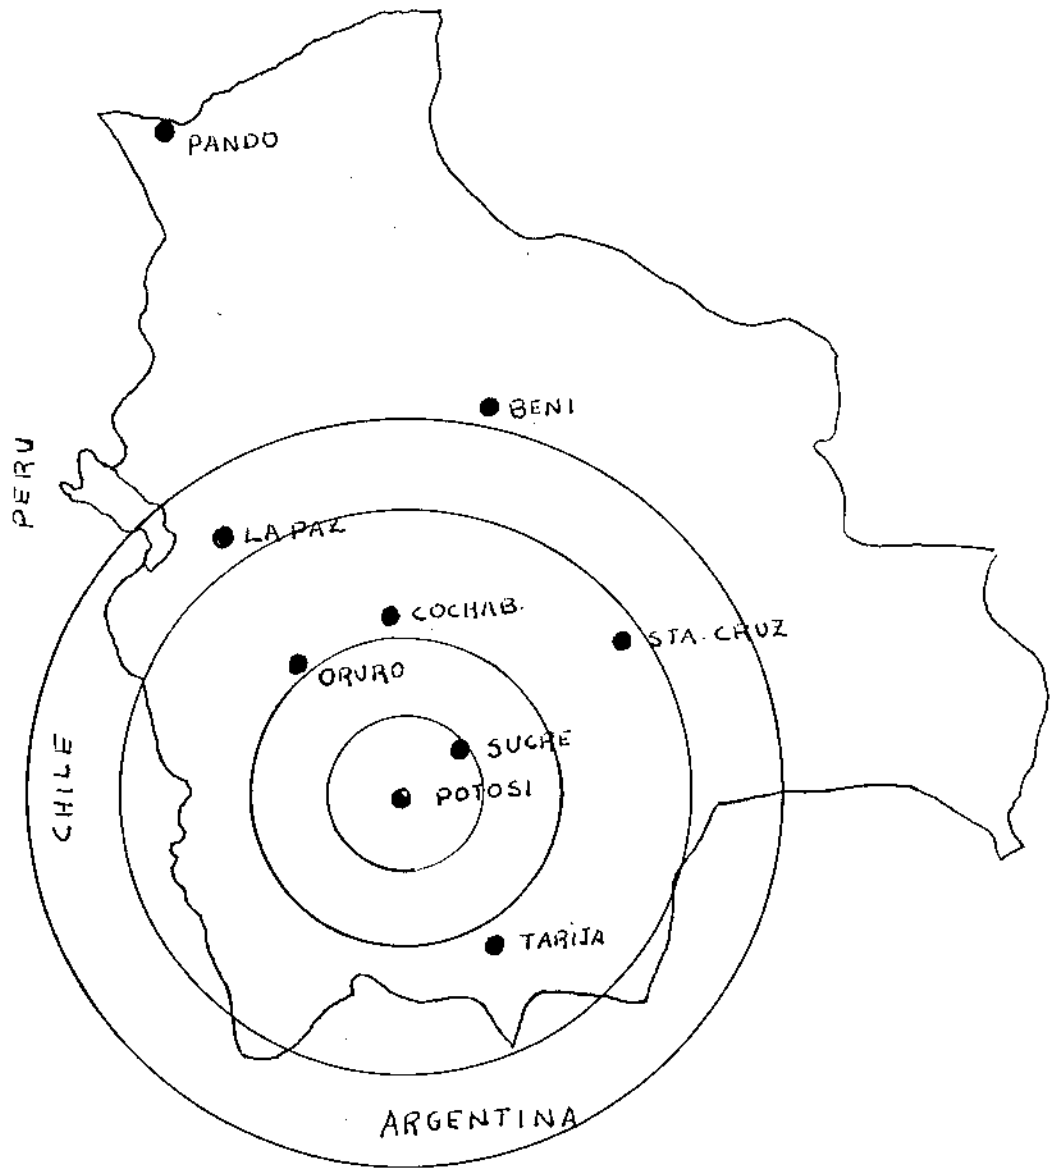 PANDO
BENI
PERU
LA PAZ
COCHAB.
STA. CRUZ
ORURO
SUCRE
CHILE
POTOSI
TARIJA
ARGENTINA